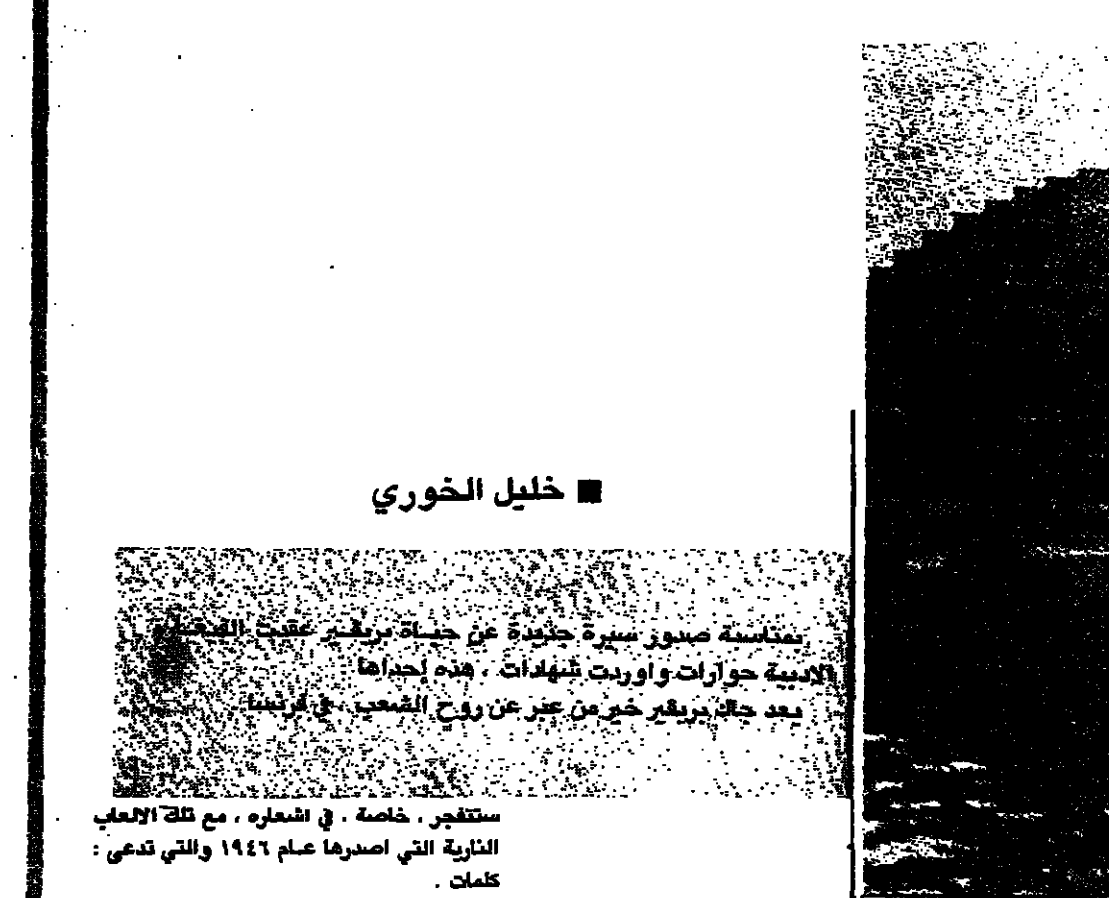 ■ خليل الخوري
بمناسبة صدور سيرة جديدة عن حياة بريفير عقدت الصفحات
الادبية حوارات واوردت شهادات ، هذه إحداها
يعد جاك بريفير خير من عبر عن روح الشعب ، في فرنسا
ستتفجر ، خاصة ، في اشعاره ، مع تلك الالعاب
النارية التي اصدرها عام ١٩٤٦ والتي تدعى :
كلمات .